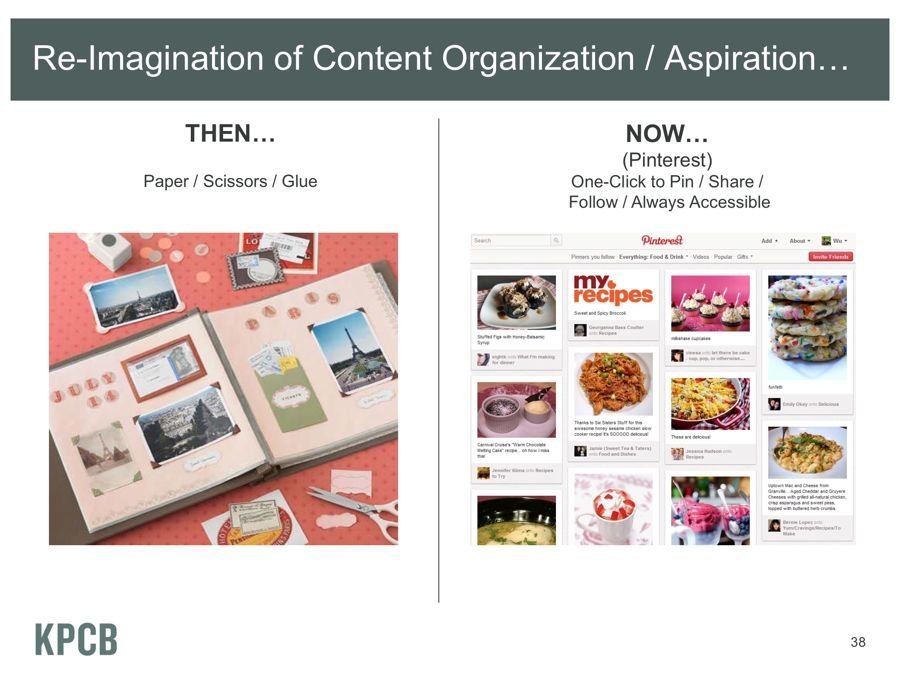 Re-Imagination of Content Organization / Aspiration…
THEN…
Paper / Scissors / Glue
PARIS
JULY
NOW…
(Pinterest)
One-Click to Pin / Share /
Follow / Always Accessible
Search
Pinterest
Add
About
Wu
Pinners you follow
Everything: Food & Drink
Videos
Popular
Gifts
Invite Friends
Stuffed Figs with Honey-Balsamic
Syrup
onto What I'm making
for dinner
Carnival Cruise's "Warm Chocolate
Melting Cake" recipe... oh how I miss
this!
Jennifer Klima onto Recipes
to Try
my
recipes
Sweet and Spicy Broccoli
Georganna Bass Coulter
onto Recipes
Thanks to Six Sisters Stuff for this
awesome honey sesame chicken slow
cooker recipe! It's SOOOOO delicious!
Jamie (Sweet Tea & Taters)
onto Food and Dishes
milkshake cupcakes
onto let there be cake
- cup, pop, or otherwise....
These are delicious!
Jessica Hudson onto
Recipes
funfetti
Emily Okey onto Delicious
Uptown Mac and Cheese from
Granville... Aged Cheddar and Gruyere
Cheeses with grilled all-natural chicken,
crisp asparagus and sweet peas,
topped with buttered herb crumbs.
Bernie Lopez onto
Yum/Cravings/Recipes/To
Make
KPCB
38